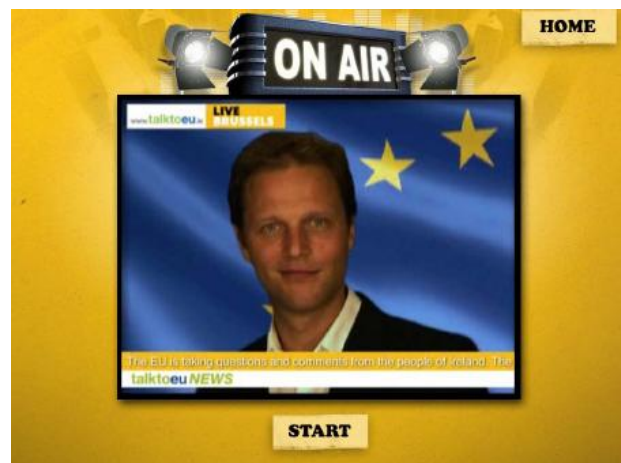 HOME
ON AIR
www.talktoeu.ie LIVE
BRUSSELS
The EU is taking questions and comments from the people of Ireland. The
talktoeu NEWS
START